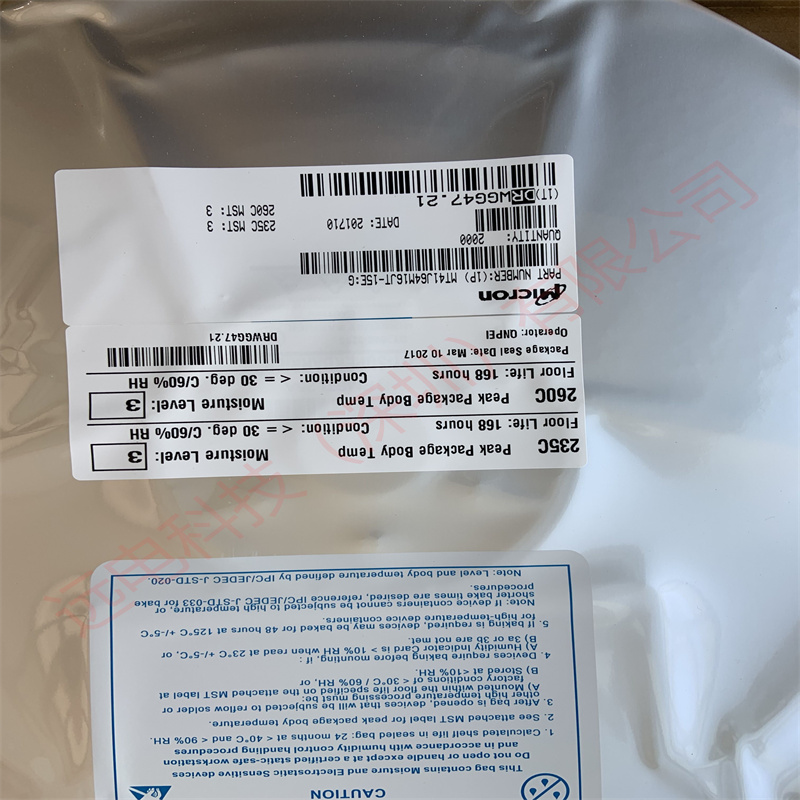 Micron
PART NUMBER:(1P) MT41J64M16JT-15E:G
QUANTITY: 2000
DATE: 201710
235C MST: 3
260C MST: 3
(1T)DRWGG47.21
235C Peak Package Body Temp Moisture Level: 3
Floor Life: 168 hours Condition: < = 30 deg. C/60% RH
260C Peak Package Body Temp Moisture Level: 3
Floor Life: 168 hours Condition: < = 30 deg. C/60% RH
Package Seal Date: Mar 10 2017
Operator: QNPEI
DRWGG47.21
CAUTION
This bag contains Moisture and Electrostatic Sensitive devices
Do not open or handle except at a certified static-safe workstation
and in accordance with humidity control handling procedures
1. Calculated shelf life in sealed bag: 24 months at < 40°C and < 90% RH.
2. See attached MST label for peak package body temperature.
3. After bag is opened, devices that will be subjected to reflow solder or
other high temperature processing must be:
A) Mounted within the floor life specified on the attached MST label at
factory conditions of < 30°C / 60% RH, or
B) Stored at <10% RH.
4. Devices require baking before mounting, if :
A) Humidity Indicator Card is > 10% RH when read at 23°C +/-5°C, or
B) 3a or 3b are not met.
5. If baking is required, devices may be baked for 48 hours at 125°C +/-5°C
for high-temperature device containers.
Note: If device containers cannot be subjected to high temperature, or
shorter bake times are desired, reference IPC/JEDEC J-STD-033 for bake
procedures.
Note: Level and body temperature defined by IPC/JEDEC J-STD-020.
远电科技（深圳）有限公司